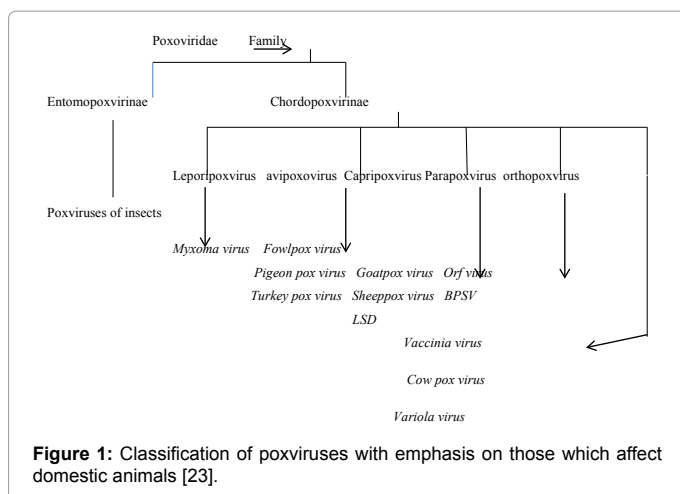 Poxoviridae Family
Entomopoxvirinae Chordopoxvirinae
Leporipoxvirus avipoxovirus Capripoxvirus Parapoxvirus orthopoxvirus
Poxviruses of insects
Myxoma virus Fowlpox virus
Pigeon pox virus Goatpox virus Orf virus
Turkey pox virus Sheeppox virus BPSV
LSD
Vaccinia virus
Cow pox virus
Variola virus
Figure 1: Classification of poxviruses with emphasis on those which affect
domestic animals [23].